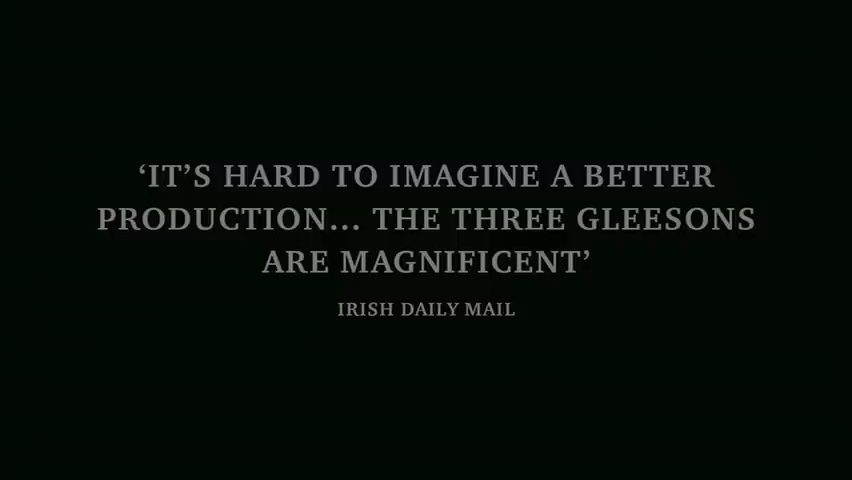 ‘IT’S HARD TO IMAGINE A BETTER
PRODUCTION... THE THREE GLEESONS
ARE MAGNIFICENT’
IRISH DAILY MAIL